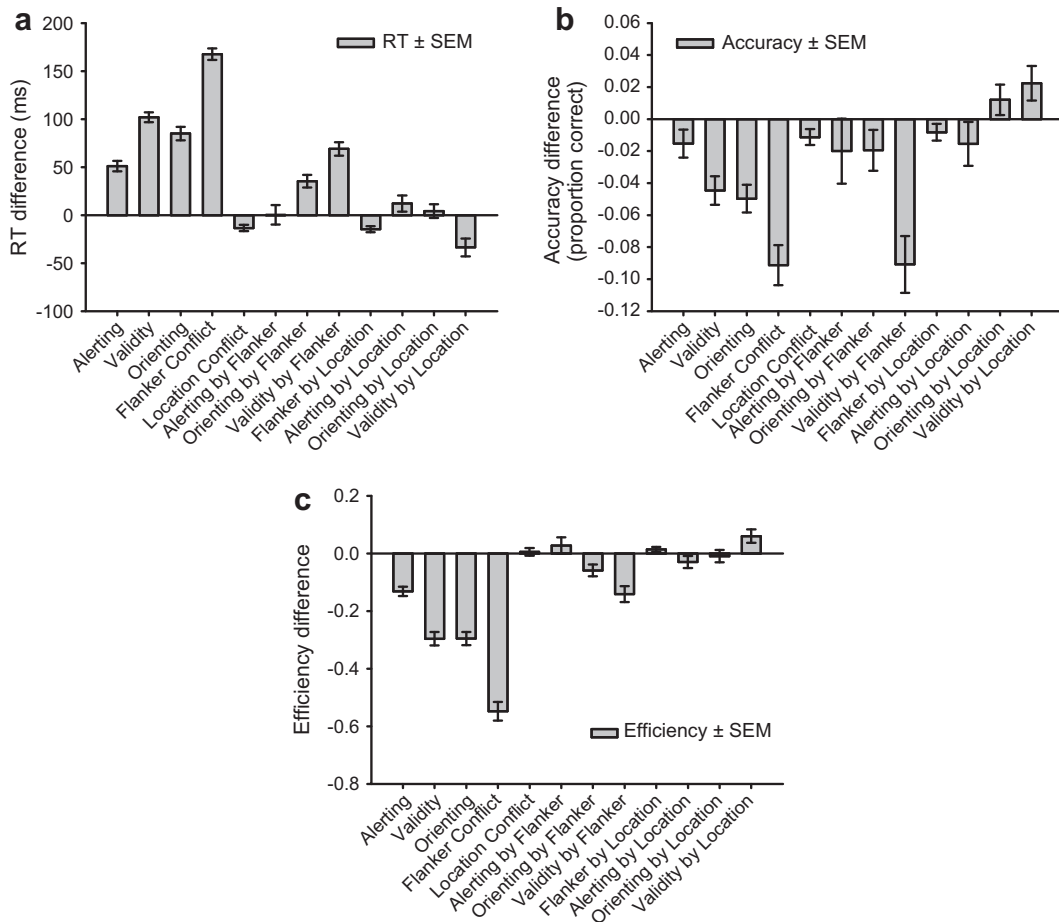 a
RT difference (ms)
200
150
100
50
0
-50
-100
RT ± SEM
Alerting
Validity
Orienting
Flanker Conflict
Location Conflict
Alerting by Flanker
Orienting by Flanker
Validity by Flanker
Flanker by Location
Alerting by Location
Orienting by Location
Validity by Location
b
Accuracy difference
(proportion correct)
0.06
0.04
0.02
0.00
-0.02
-0.04
-0.06
-0.08
-0.10
-0.12
Accuracy ± SEM
Alerting
Validity
Orienting
Flanker Conflict
Location Conflict
Alerting by Flanker
Orienting by Flanker
Validity by Flanker
Flanker by Location
Alerting by Location
Orienting by Location
Validity by Location
c
Efficiency difference
0.2
0.0
-0.2
-0.4
-0.6
-0.8
Efficiency ± SEM
Alerting
Validity
Orienting
Flanker Conflict
Location Conflict
Alerting by Flanker
Orienting by Flanker
Validity by Flanker
Flanker by Location
Alerting by Location
Orienting by Location
Validity by Location